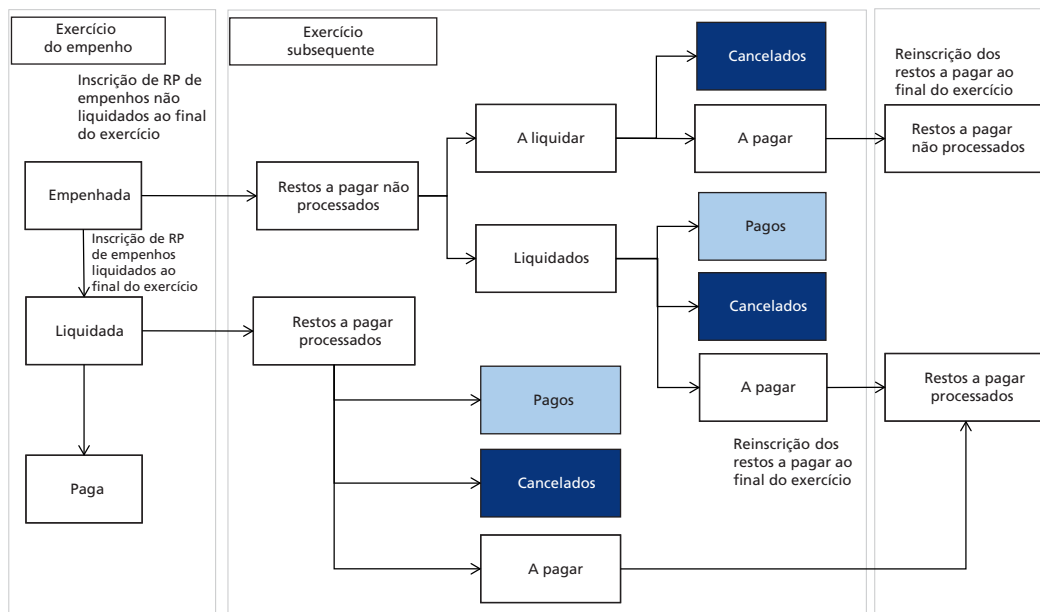 Exercício
do empenho
Inscrição de RP de
empenhos não
liquidados ao final
do exercício
Empenhada
Inscrição de RP
de empenhos
liquidados ao
final do exercício
Liquidada
Paga
Exercício
subsequente
Restos a pagar não
processados
Restos a pagar
processados
A liquidar
Liquidados
Cancelados
A pagar
Pagos
Cancelados
A pagar
Reinscrição dos
restos a pagar ao
final do exercício
Pagos
Cancelados
A pagar
Reinscrição dos
restos a pagar ao
final do exercício
Restos a pagar
não processados
Restos a pagar
processados